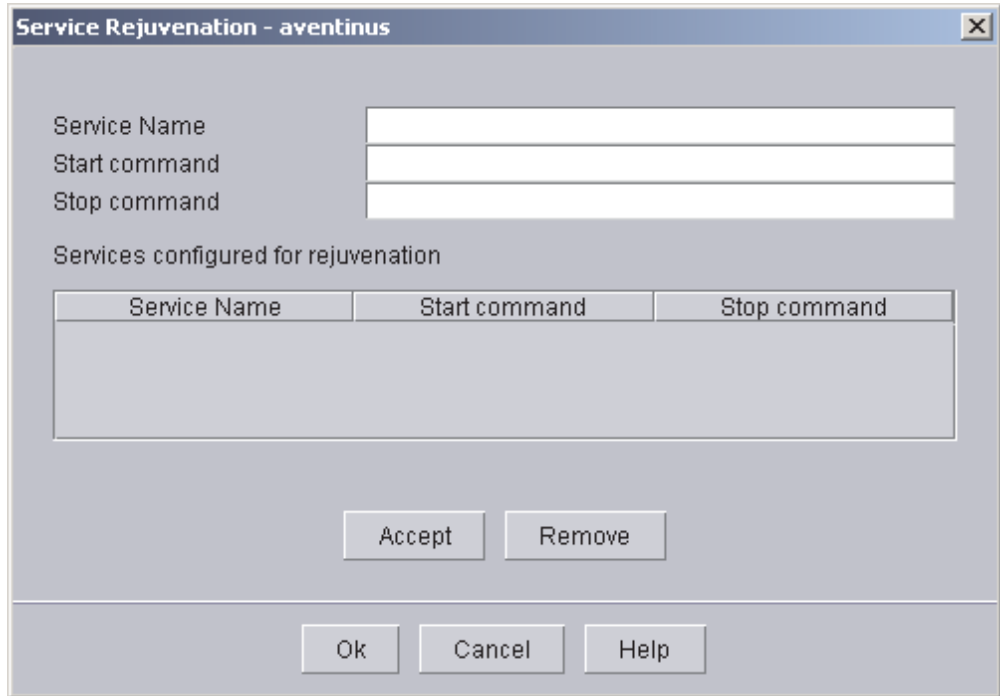 Service Rejuvenation - aventinus
Service Name
Start command
Stop command
Services configured for rejuvenation
Service Name Start command Stop command
Accept Remove
Ok Cancel Help